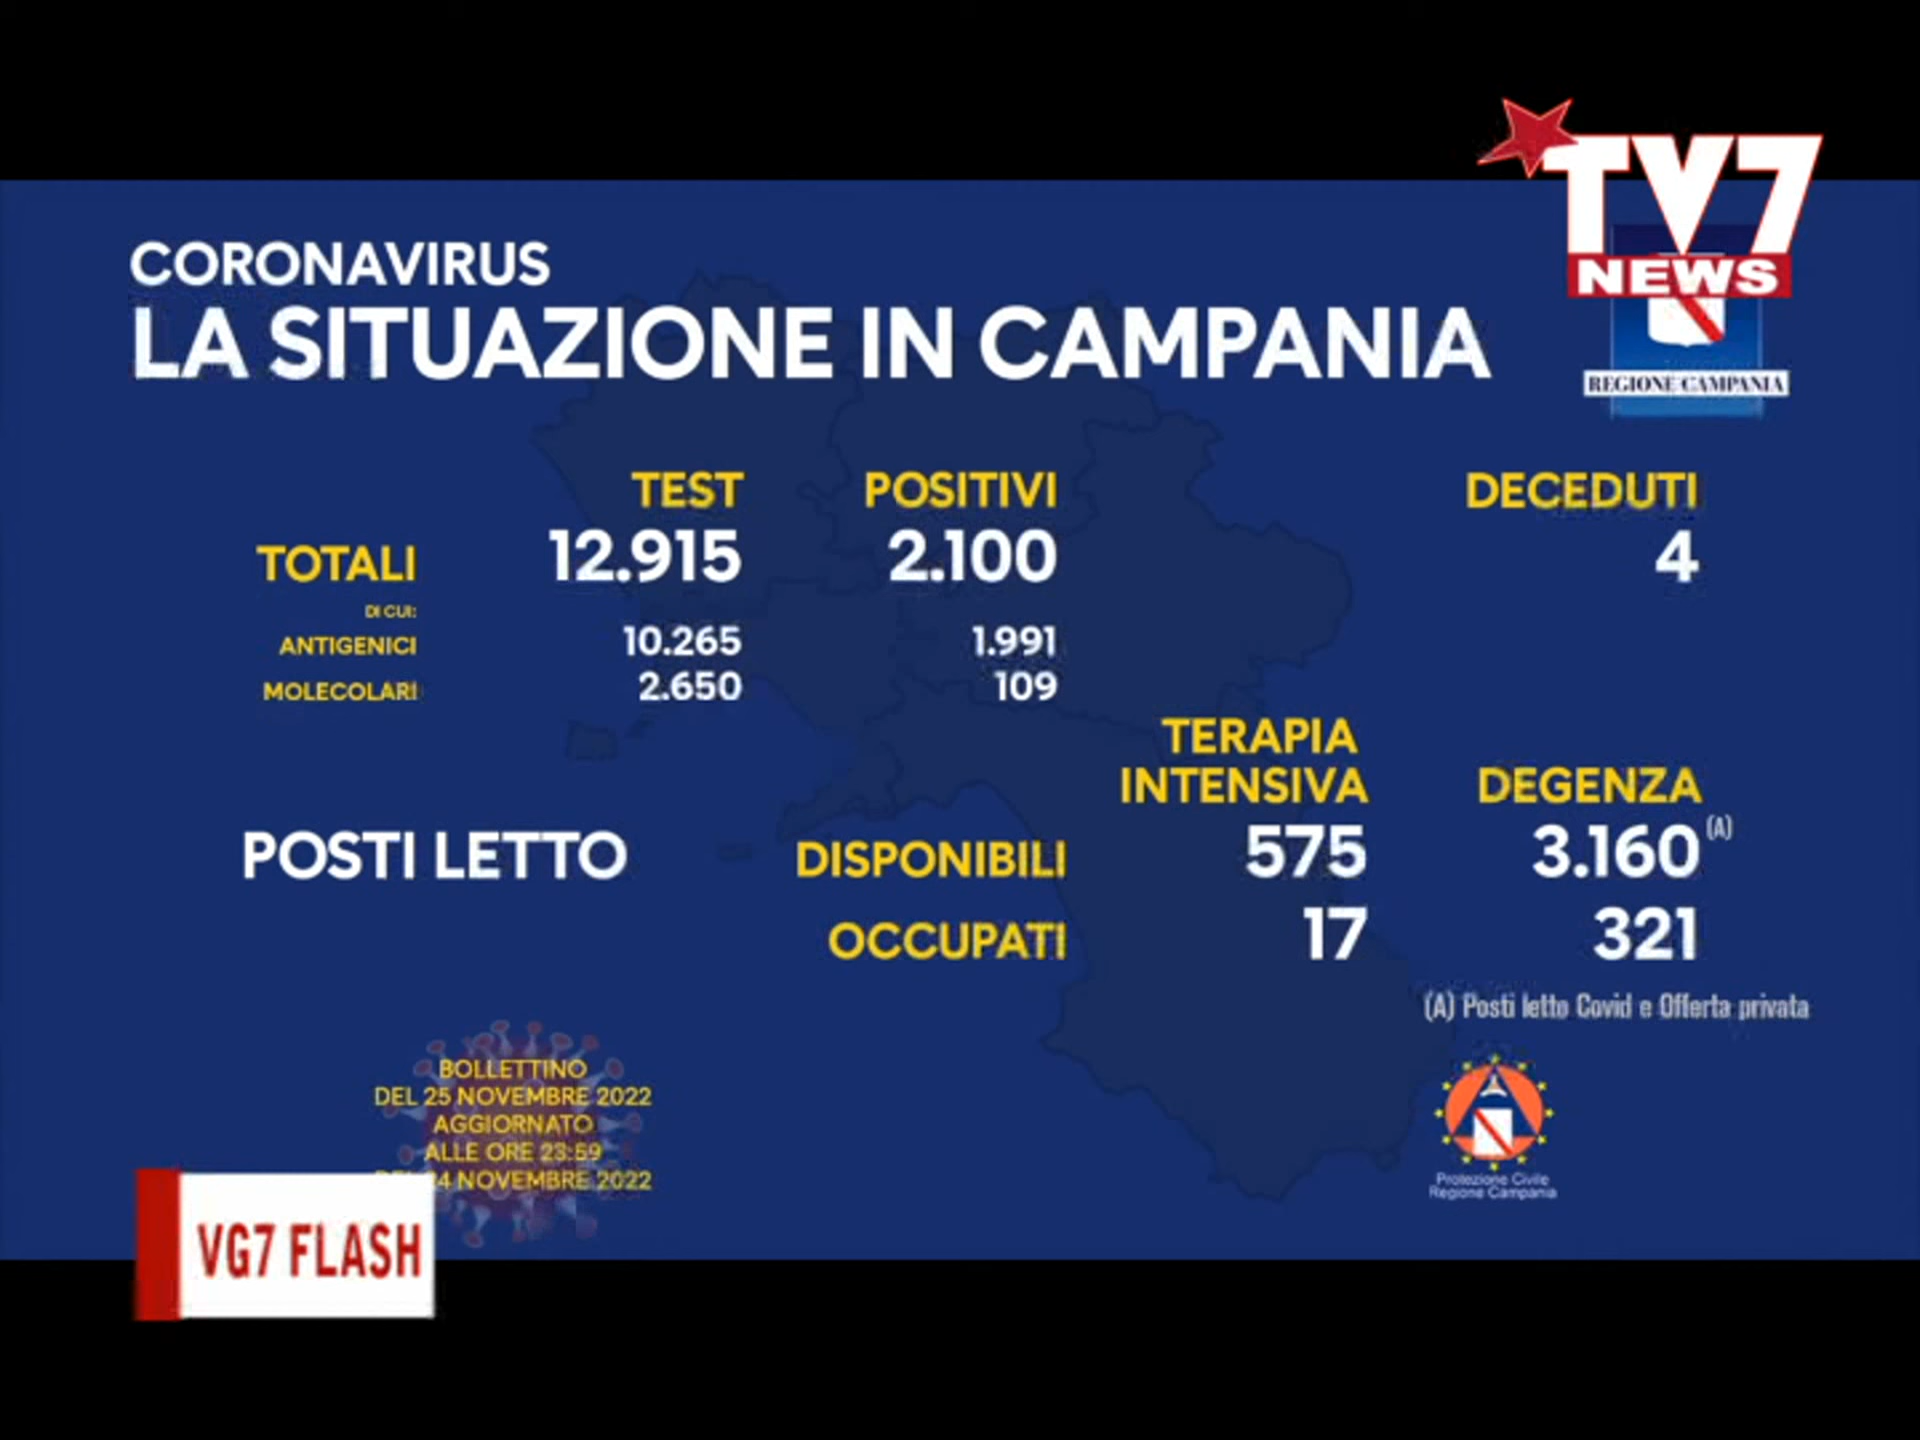 TV7
NEWS
REGIONE CAMPANIA
CORONAVIRUS
LA SITUAZIONE IN CAMPANIA
TEST POSITIVI DECEDUTI
TOTALI 12.915 2.100 4
DI CUI:
ANTIGENICI 10.265 1.991
MOLECOLARI 2.650 109
TERAPIA
INTENSIVA DEGENZA
POSTI LETTO DISPONIBILI 575 3.160 (A)
OCCUPATI 17 321
(A) Posti letto Covid e Offerta privata
BOLLETTINO
DEL 25 NOVEMBRE 2022
AGGIORNATO
ALLE ORE 23:59
DEL 24 NOVEMBRE 2022
Protezione Civile
Regione Campania
VG7 FLASH